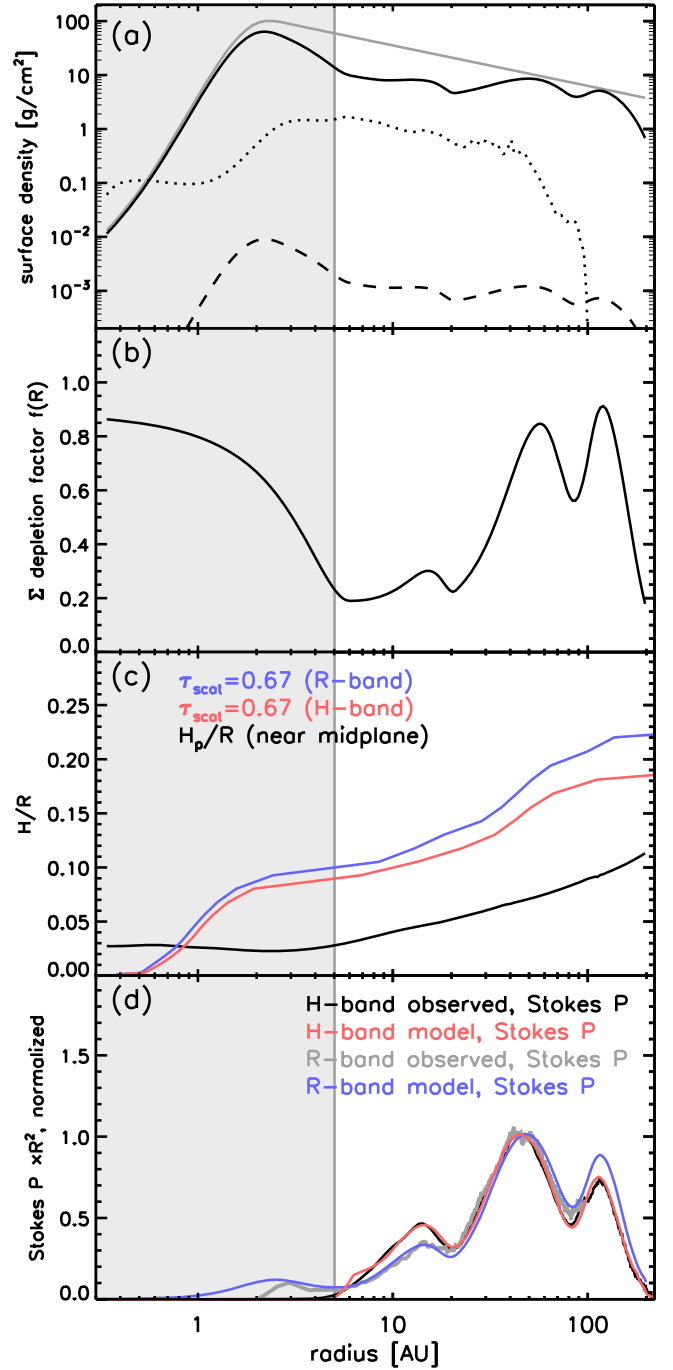 (a)
100
10
1
0.1
10⁻²
10⁻³
surface density [g/cm²]
(b)
1.0
0.8
0.6
0.4
0.2
0.0
Σ depletion factor f(R)
(c)
τscat=0.67 (R-band)
τscat=0.67 (H-band)
Hp/R (near midplane)
0.25
0.20
0.15
0.10
0.05
0.00
H/R
(d)
H-band observed, Stokes P
H-band model, Stokes P
R-band observed, Stokes P
R-band model, Stokes P
1.5
1.0
0.5
0.0
Stokes P ×R², normalized
1 10 100
radius [AU]